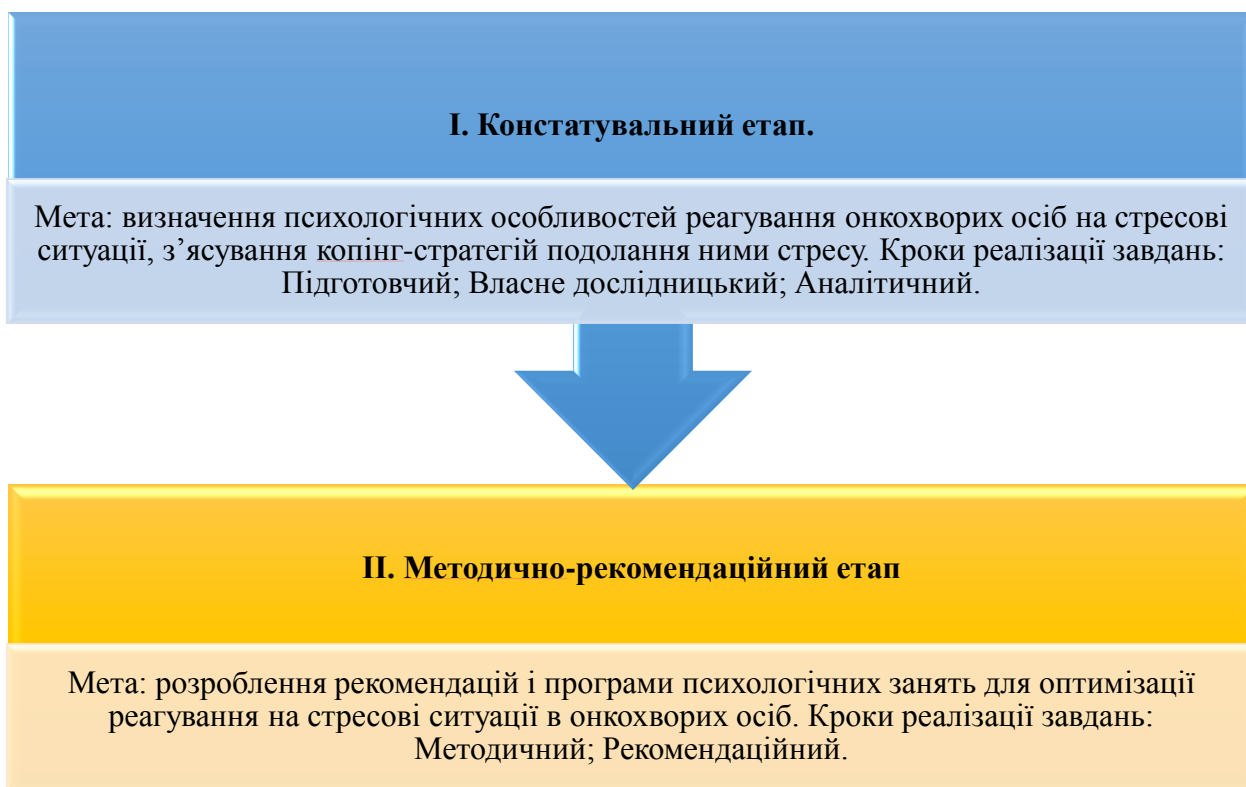 І. Констатувальний етап.
Мета: визначення психологічних особливостей реагування онкохворих осіб на стресові
ситуації, з’ясування копінг-стратегій подолання ними стресу. Кроки реалізації завдань:
Підготовчий; Власне дослідницький; Аналітичний.
ІІ. Методично-рекомендаційний етап
Мета: розроблення рекомендацій і програми психологічних занять для оптимізації
реагування на стресові ситуації в онкохворих осіб. Кроки реалізації завдань:
Методичний; Рекомендаційний.